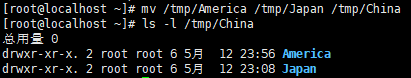 [root@localhost ~]# mv /tmp/America /tmp/Japan /tmp/China
[root@localhost ~]# ls -l /tmp/China
总用量 0
drwxr-xr-x. 2 root root 6 5月  12 23:56 America
drwxr-xr-x. 2 root root 6 5月  12 23:08 Japan